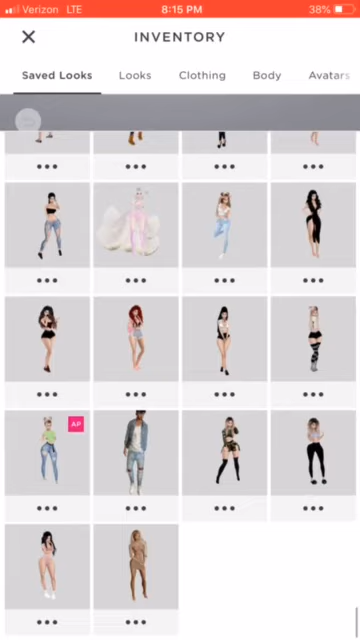 Verizon LTE 8:15 PM 38%
INVENTORY
Saved Looks Looks Clothing Body Avatars
AP